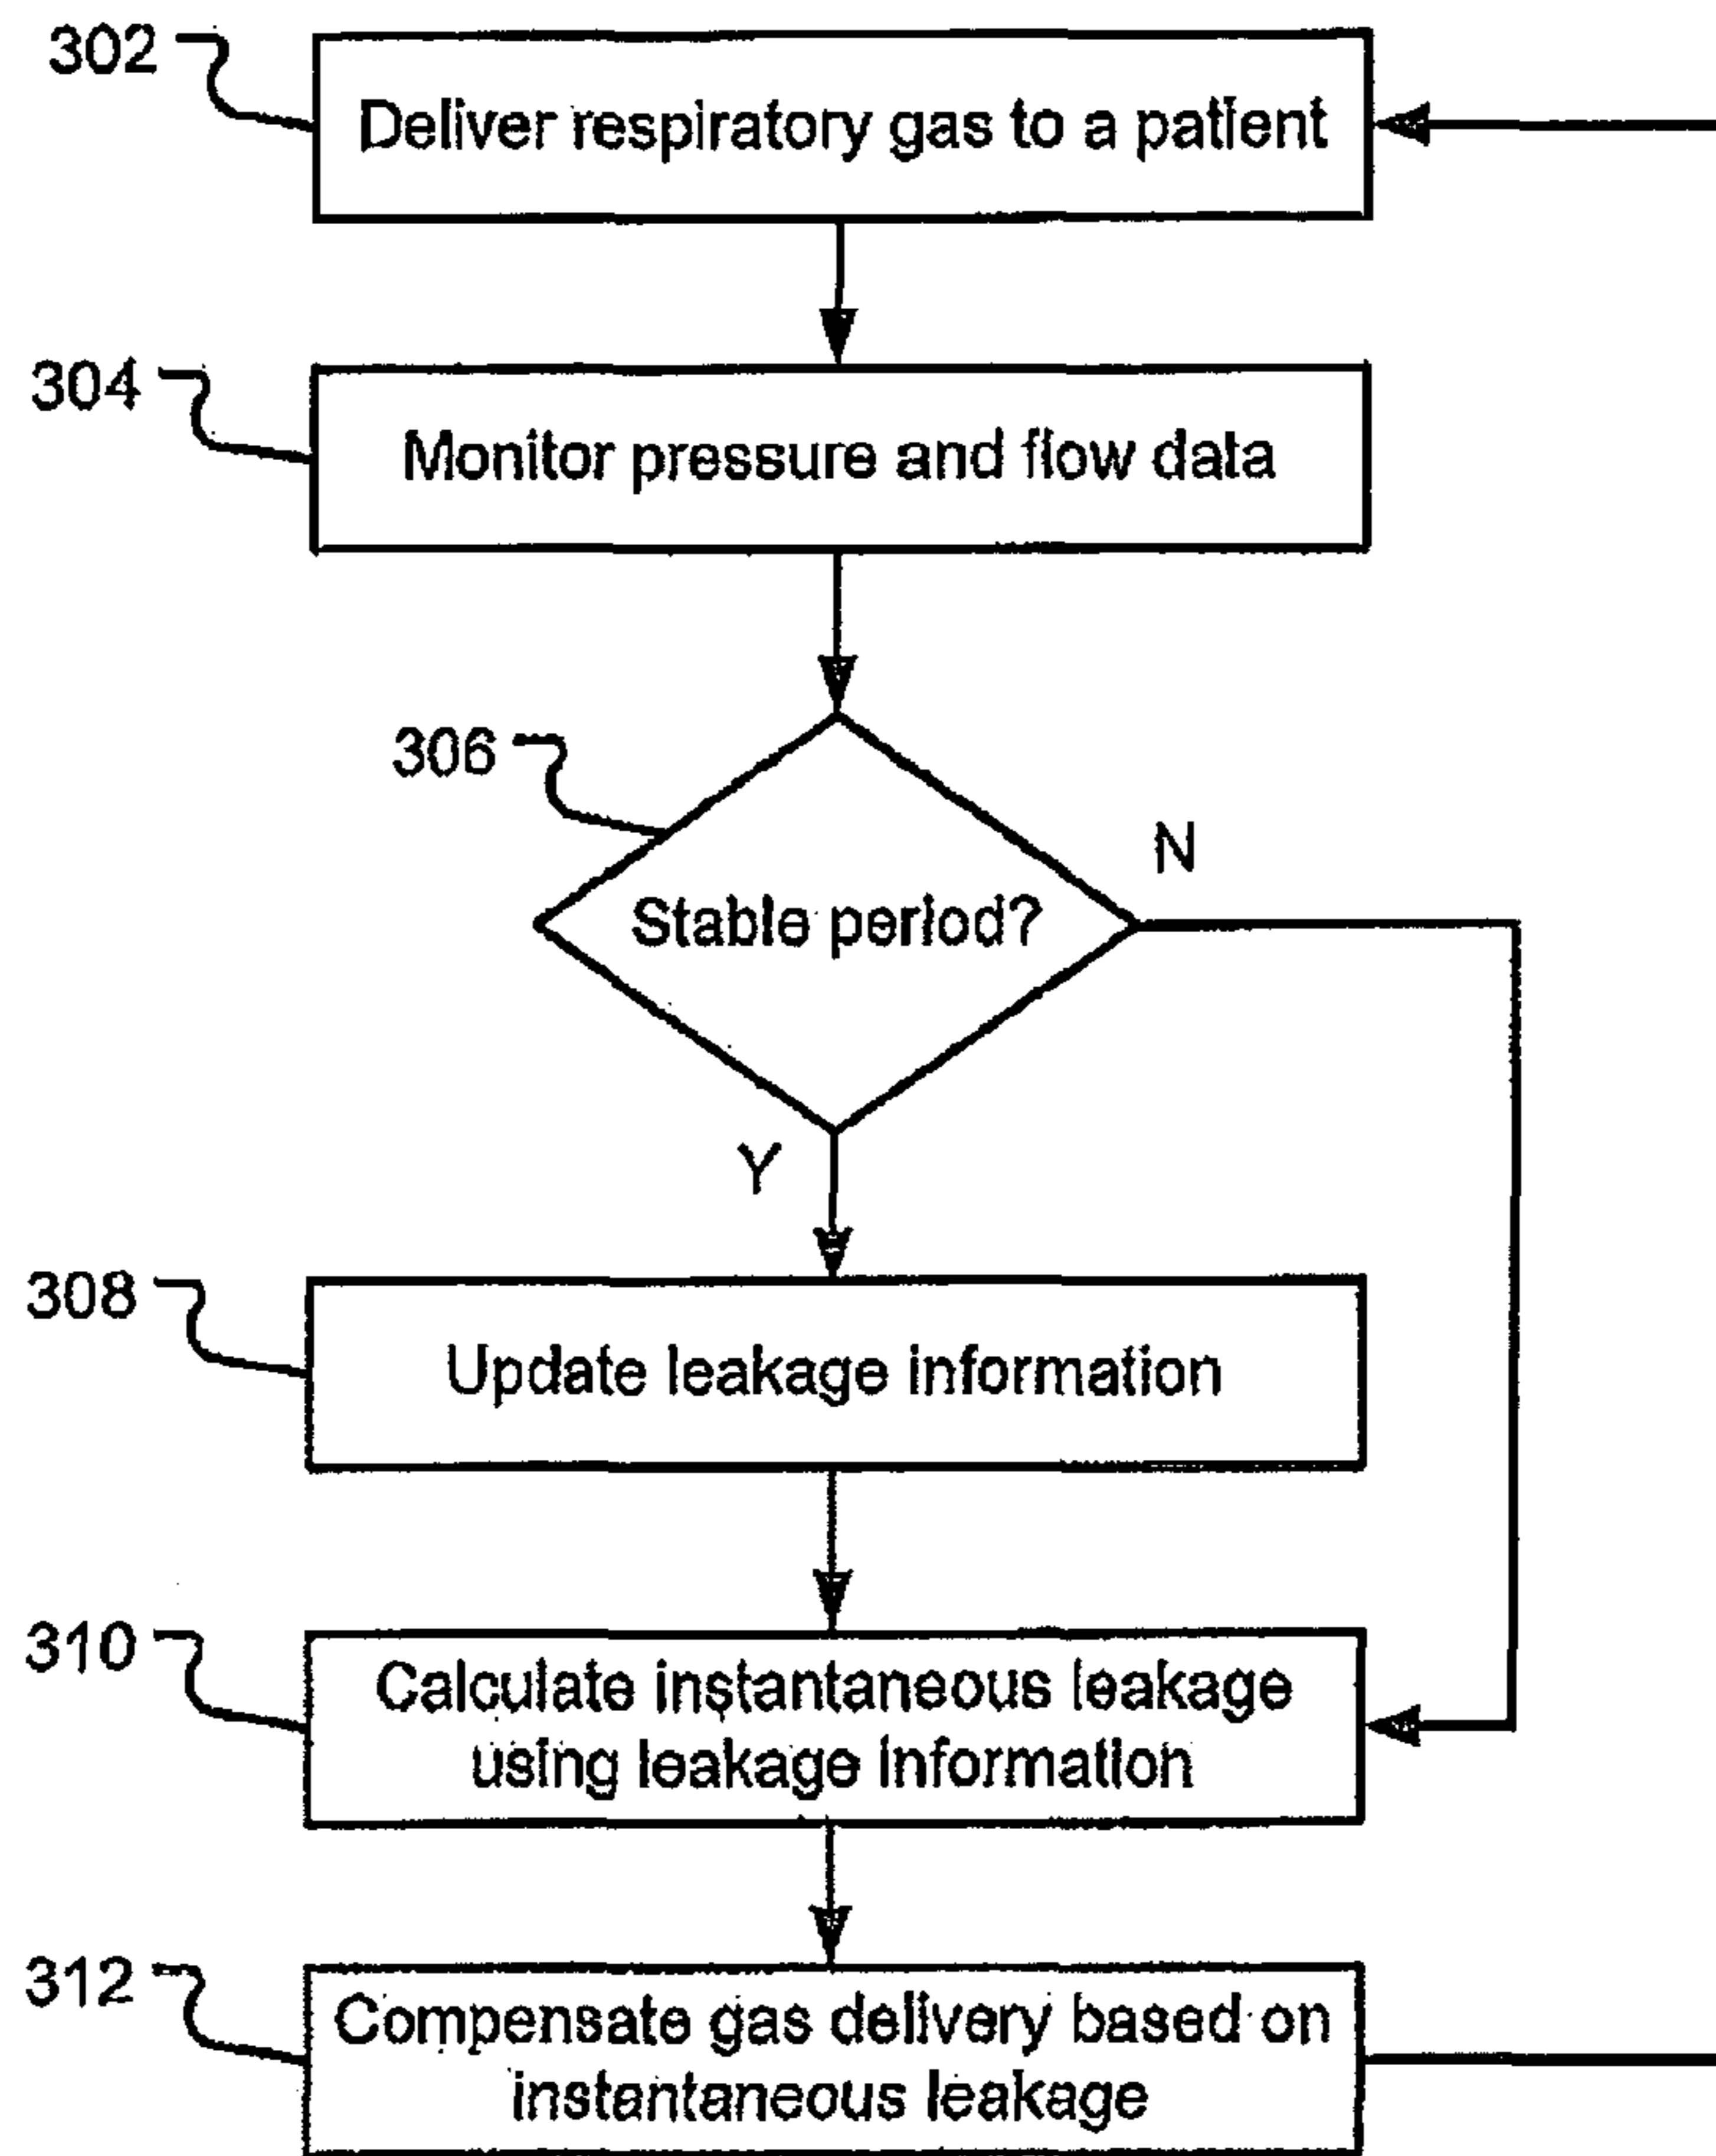 302
Deliver respiratory gas to a patient
304
Monitor pressure and flow data
306
N
Stable period?
Y
308
Update leakage information
310
Calculate instantaneous leakage
using leakage information
312
Compensate gas delivery based on
instantaneous leakage